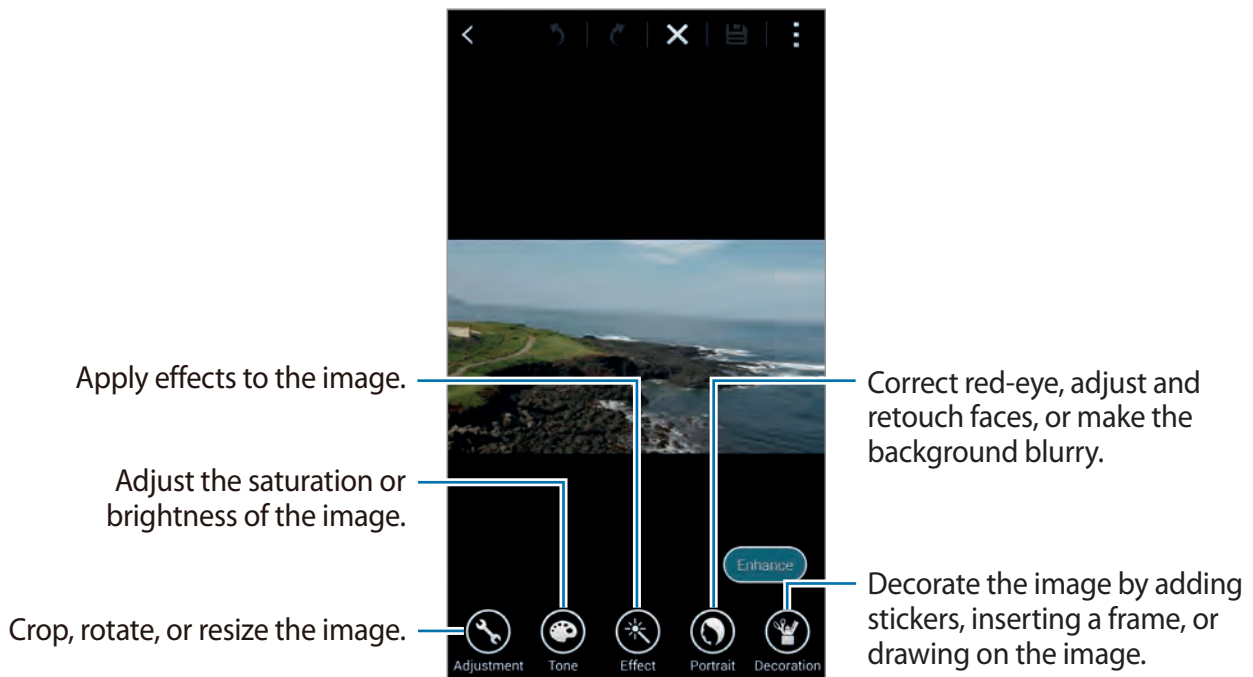 Apply effects to the image.
Adjust the saturation or
brightness of the image.
Crop, rotate, or resize the image.
Correct red-eye, adjust and
retouch faces, or make the
background blurry.
Enhance
Decorate the image by adding
stickers, inserting a frame, or
drawing on the image.
Adjustment Tone Effect Portrait Decoration